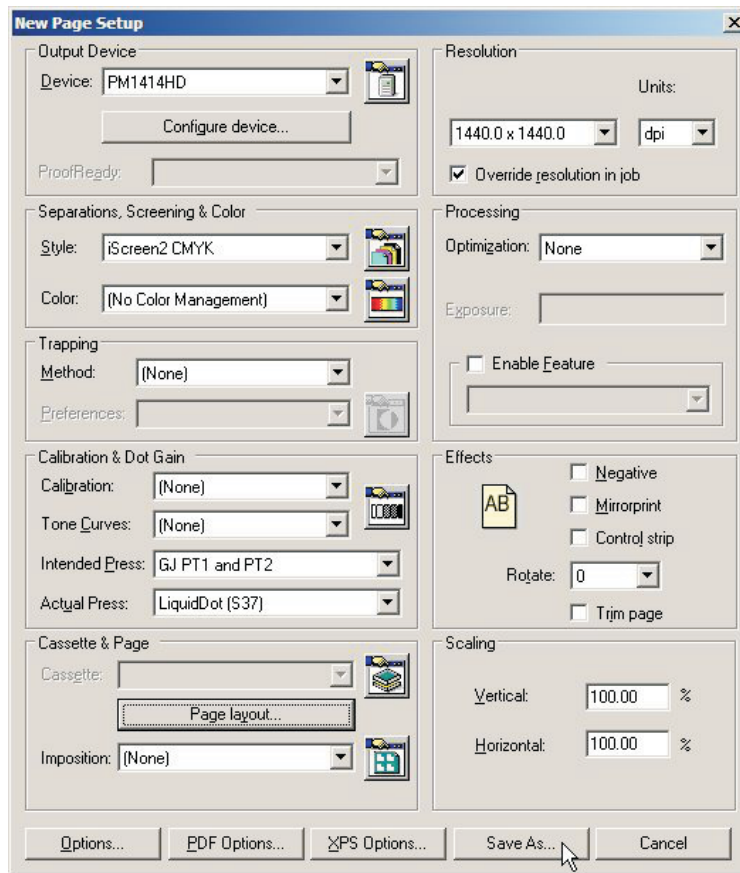 New Page Setup
Output Device
Device: PM1414HD
Configure device...
ProofReady:
Separations, Screening & Color
Style: iScreen2 CMYK
Color: (No Color Management)
Trapping
Method: (None)
Preferences:
Calibration & Dot Gain
Calibration: (None)
Tone Curves: (None)
Intended Press: GJ PT1 and PT2
Actual Press: LiquidDot (S37)
Cassette & Page
Cassette:
Page layout...
Imposition: (None)
Resolution
Units:
1440.0 x 1440.0 dpi
Override resolution in job
Processing
Optimization: None
Exposure:
Enable Feature
Effects
AB
Negative
Mirrorprint
Control strip
Rotate: 0
Trim page
Scaling
Vertical: 100.00 %
Horizontal: 100.00 %
Options... PDF Options... XPS Options... Save As... Cancel